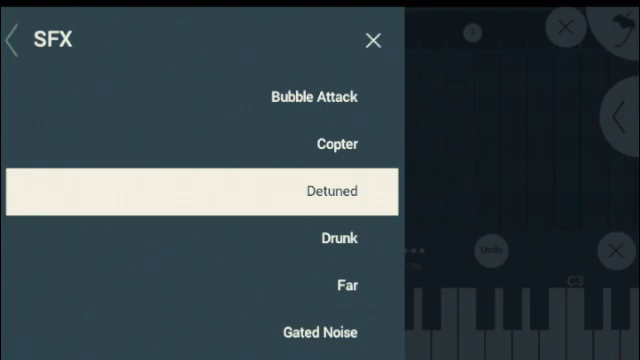 SFX
Bubble Attack
Copter
Detuned
Drunk
Far
Gated Noise
Undo
C3